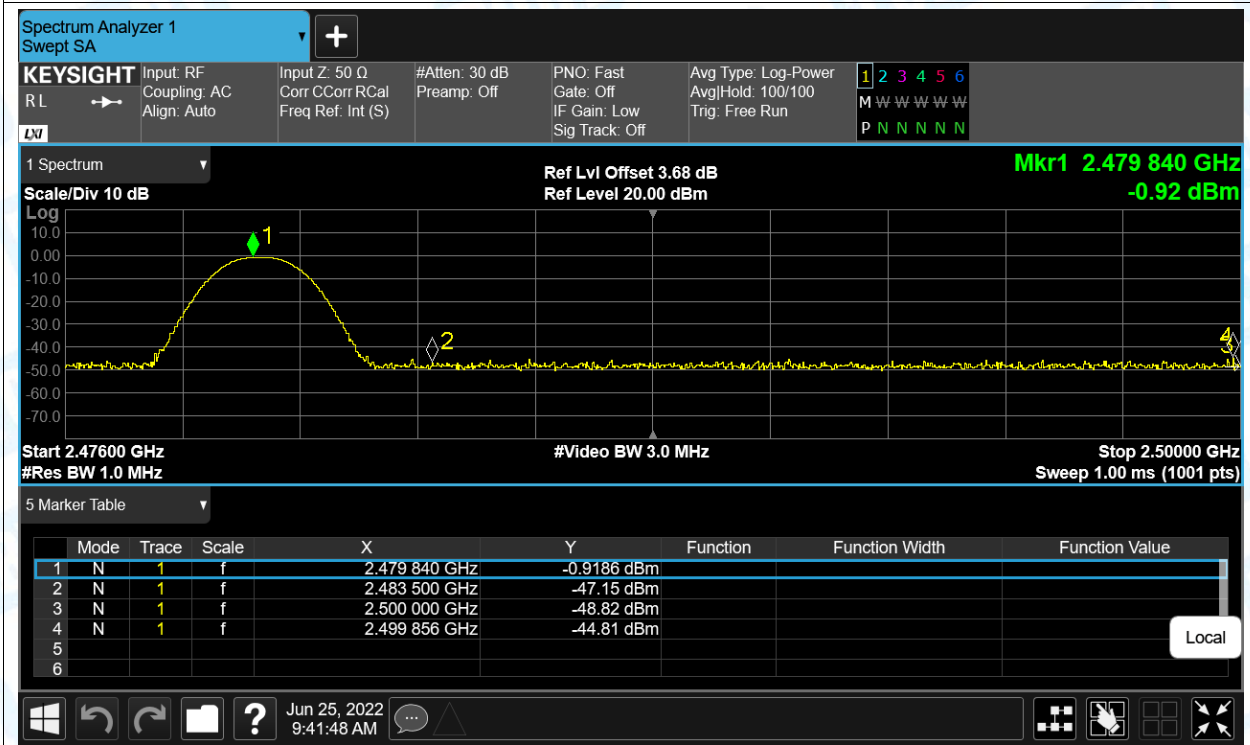 Spectrum Analyzer 1
Swept SA
+
KEYSIGHT Input: RF Input Z: 50 Ω #Atten: 30 dB PNO: Fast Avg Type: Log-Power 1 2 3 4 5 6
RL Coupling: AC Corr CCorr RCal Preamp: Off Gate: Off Avg|Hold: 100/100 M W W W W W
Align: Auto Freq Ref: Int (S) IF Gain: Low Trig: Free Run
LXI Sig Track: Off P N N N N N
1 Spectrum Ref Lvl Offset 3.68 dB Mkr1 2.479 840 GHz
Scale/Div 10 dB Ref Level 20.00 dBm -0.92 dBm
Log
10.0
1
0.00
-10.0
-20.0
-30.0
2 4
-40.0
3
-50.0
-60.0
-70.0
Start 2.47600 GHz #Video BW 3.0 MHz Stop 2.50000 GHz
#Res BW 1.0 MHz Sweep 1.00 ms (1001 pts)
5 Marker Table
Mode Trace Scale X Y Function Function Width Function Value
1 N 1 f 2.479 840 GHz -0.9186 dBm
2 N 1 f 2.483 500 GHz -47.15 dBm
3 N 1 f 2.500 000 GHz -48.82 dBm
4 N 1 f 2.499 856 GHz -44.81 dBm
5
6
Local
? Jun 25, 2022
9:41:48 AM